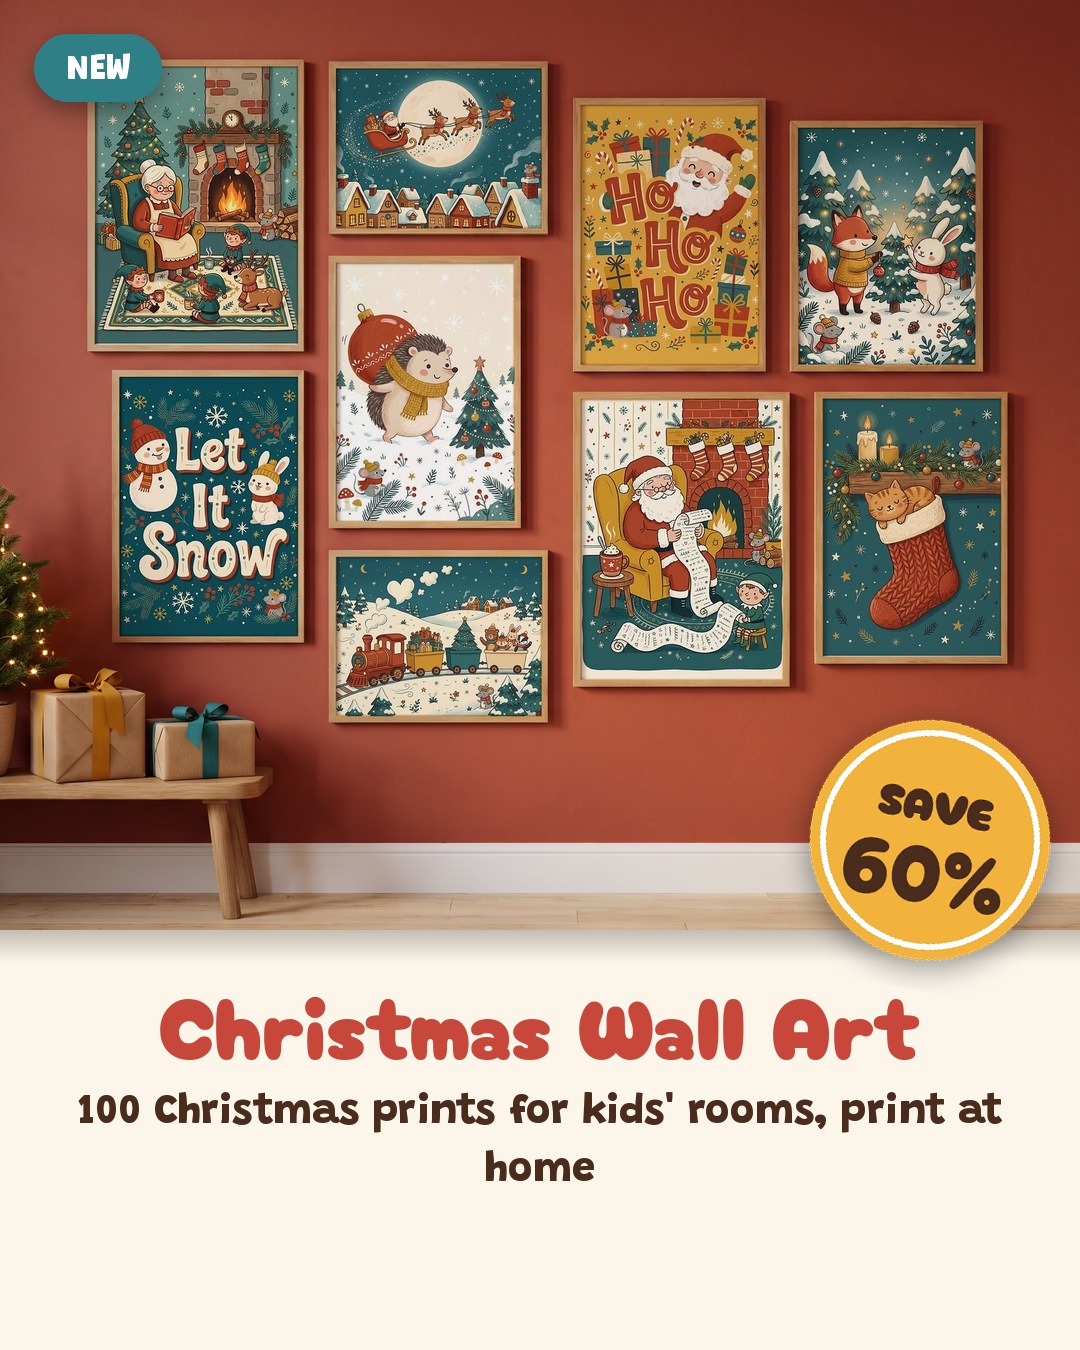 NEW
Ho
Ho
Ho
Let
It
Snow
SAVE
60%
Christmas Wall Art
100 Christmas prints for kids' rooms, print at
home